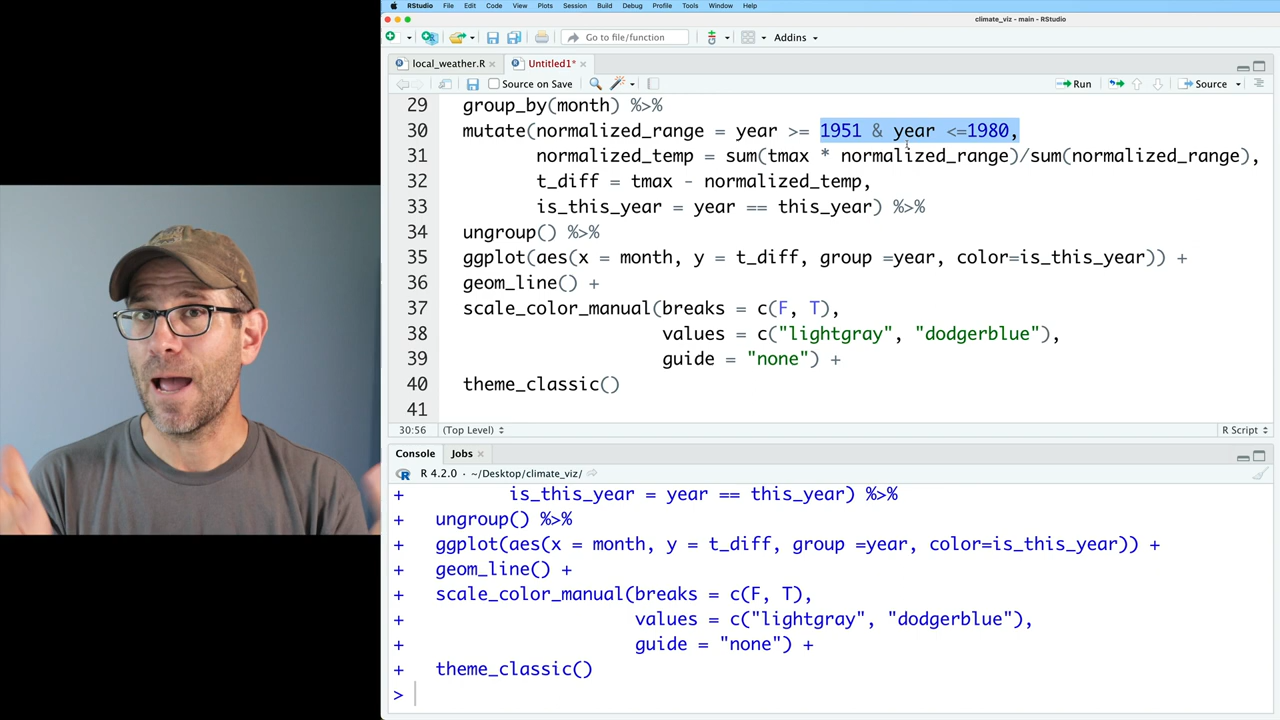 RStudio File Edit Code View Plots Session Build Debug Profile Tools Window Help
climate_viz - main - RStudio
Go to file/function Addins
local_weather.R Untitled1*
Source on Save Run Source
29 group_by(month) %>%
30 mutate(normalized_range = year >= 1951 & year <=1980,
31 normalized_temp = sum(tmax * normalized_range)/sum(normalized_range),
32 t_diff = tmax - normalized_temp,
33 is_this_year = year == this_year) %>%
34 ungroup() %>%
35 ggplot(aes(x = month, y = t_diff, group =year, color=is_this_year)) +
36 geom_line() +
37 scale_color_manual(breaks = c(F, T),
38 values = c("lightgray", "dodgerblue"),
39 guide = "none") +
40 theme_classic()
41
30:56 (Top Level) R Script
Console Jobs
R 4.2.0 · ~/Desktop/climate_viz/
+ is_this_year = year == this_year) %>%
+ ungroup() %>%
+ ggplot(aes(x = month, y = t_diff, group =year, color=is_this_year)) +
+ geom_line() +
+ scale_color_manual(breaks = c(F, T),
+ values = c("lightgray", "dodgerblue"),
+ guide = "none") +
+ theme_classic()
>